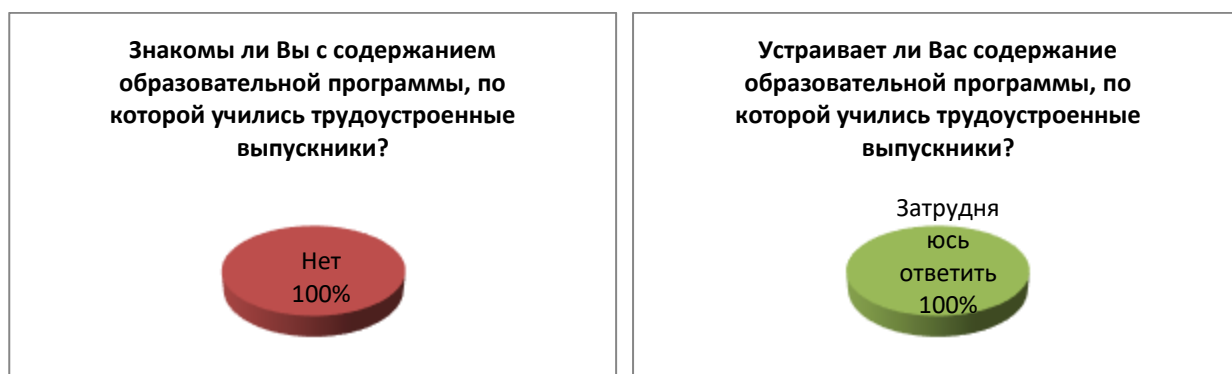 Знакомы ли Вы с содержанием
образовательной программы, по
которой учились трудоустроенные
выпускники?
Нет
100%
Устраивает ли Вас содержание
образовательной программы, по
которой учились трудоустроенные
выпускники?
Затрудня
юсь
ответить
100%